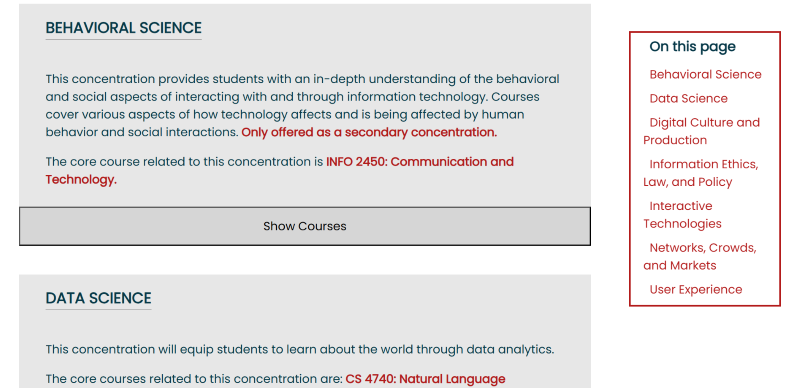 BEHAVIORAL SCIENCE
This concentration provides students with an in-depth understanding of the behavioral
and social aspects of interacting with and through information technology. Courses
cover various aspects of how technology affects and is being affected by human
behavior and social interactions. Only offered as a secondary concentration.
The core course related to this concentration is INFO 2450: Communication and
Technology.
Show Courses
DATA SCIENCE
This concentration will equip students to learn about the world through data analytics.
The core courses related to this concentration are: CS 4740: Natural Language
On this page
Behavioral Science
Data Science
Digital Culture and
Production
Information Ethics,
Law, and Policy
Interactive
Technologies
Networks, Crowds,
and Markets
User Experience